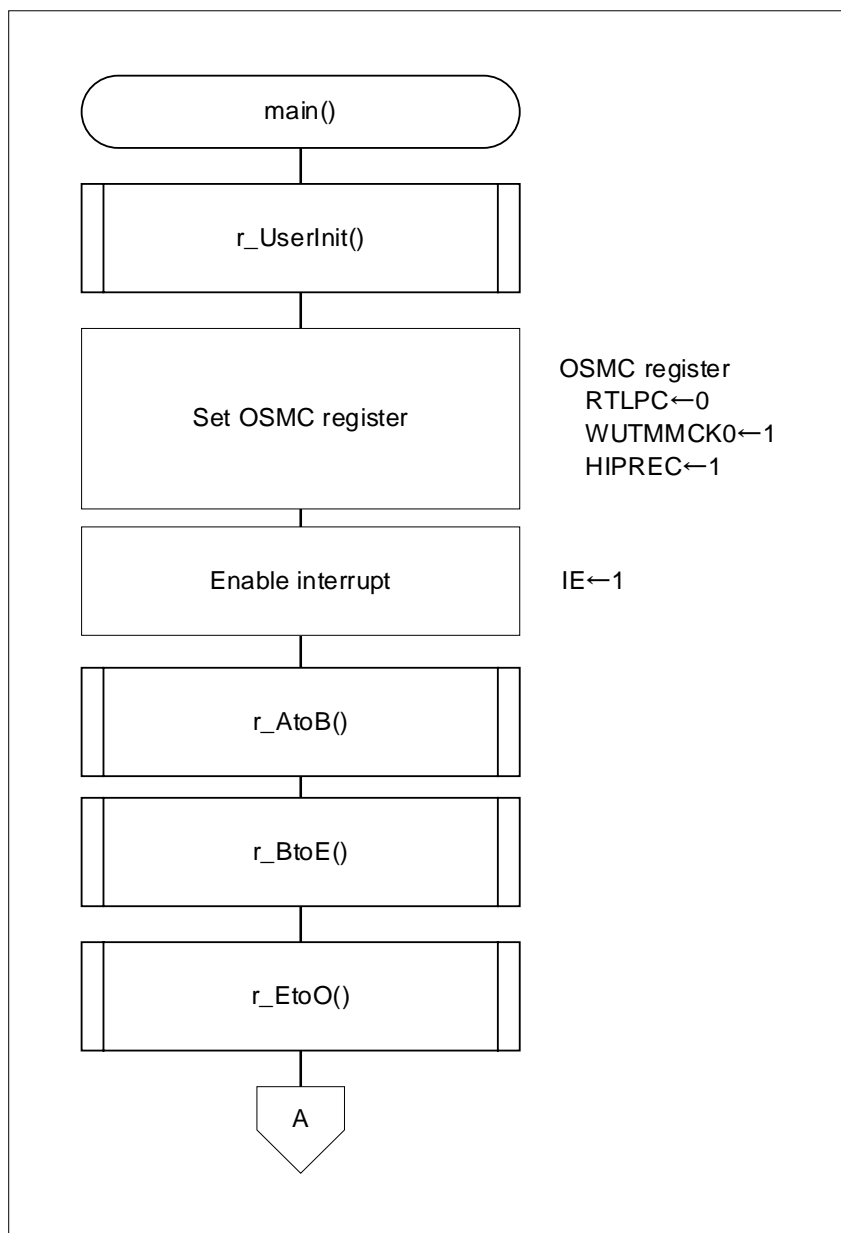 main()
r_UserInit()
Set OSMC register
OSMC register
RTLPC←0
WUTMMCK0←1
HIPREC←1
Enable interrupt
IE←1
r_AtoB()
r_BtoE()
r_EtoO()
A